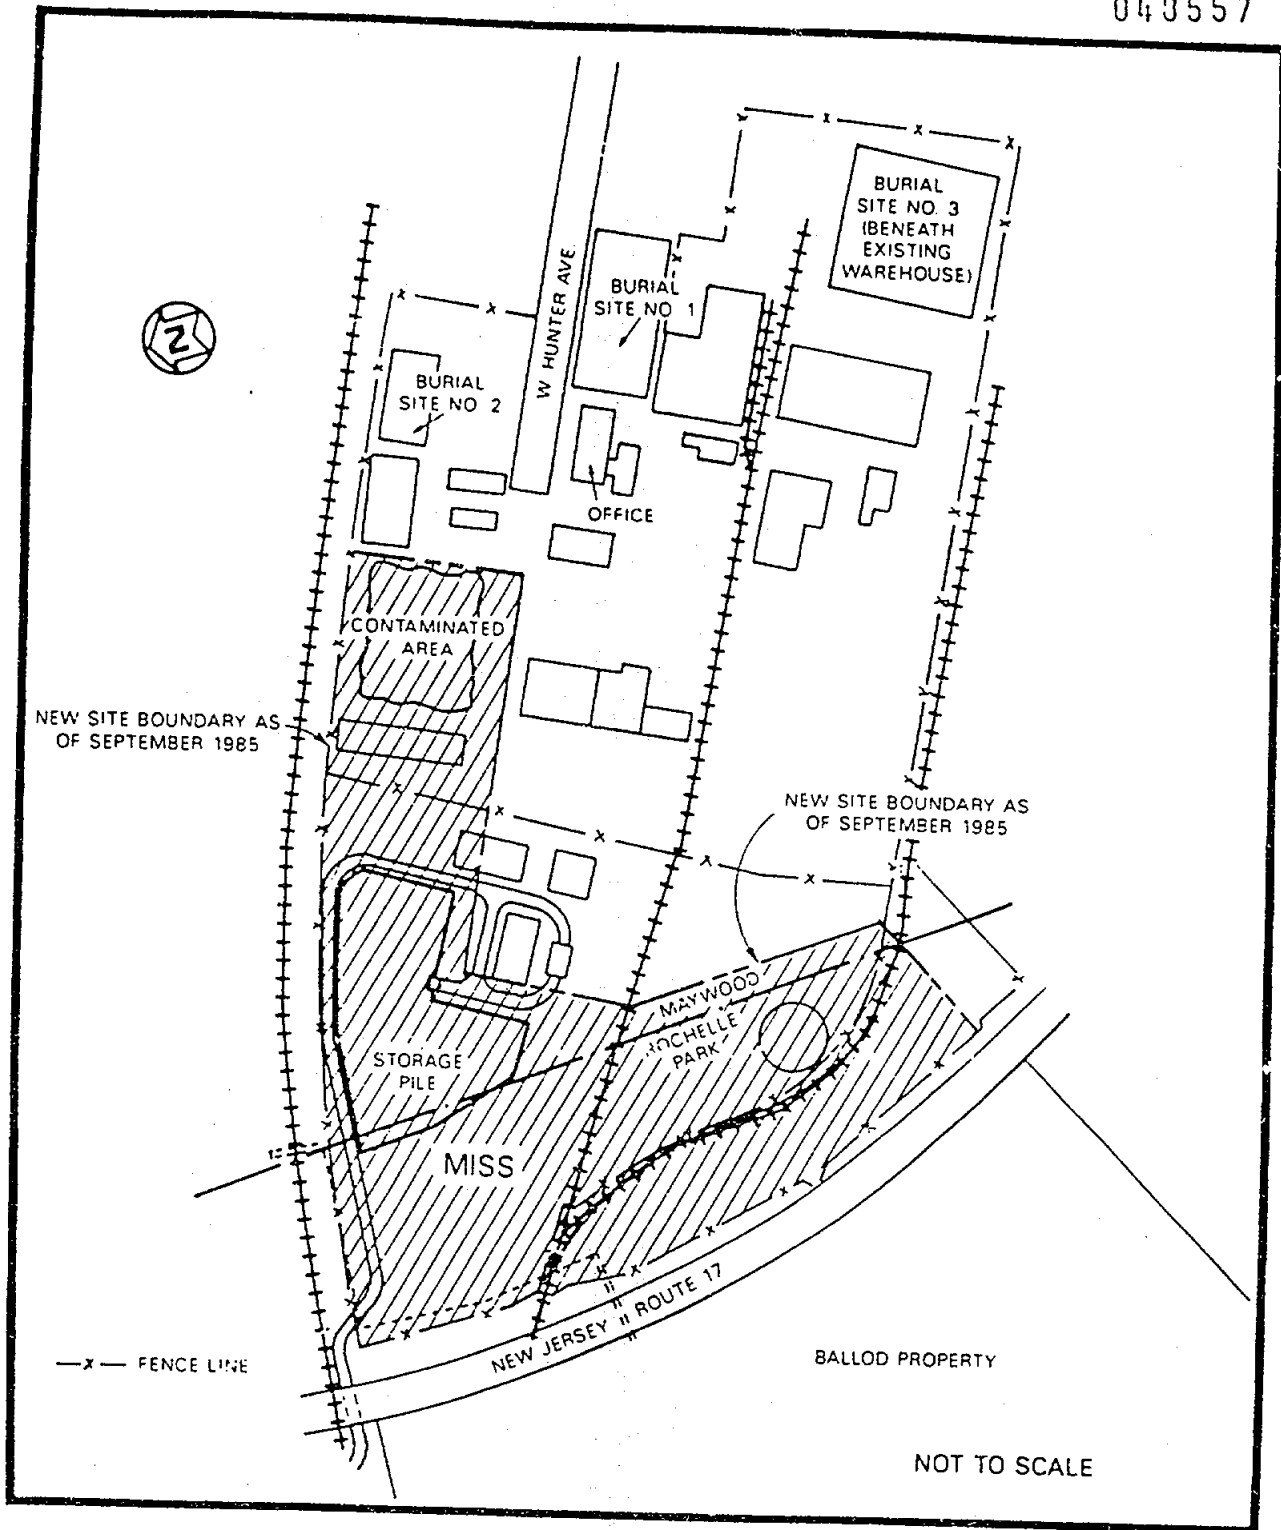 043557
BURIAL
SITE NO. 3
(BENEATH
EXISTING
WAREHOUSE)
W HUNTER AVE.
BURIAL
SITE NO 1
N
BURIAL
SITE NO 2
OFFICE
CONTAMINATED
AREA
NEW SITE BOUNDARY AS
OF SEPTEMBER 1985
NEW SITE BOUNDARY AS
OF SEPTEMBER 1985
MAYWOOD
ROCHELLE
PARK
STORAGE
PILE
MISS
NEW JERSEY ROUTE 17
—x— FENCE LINE
BALLOD PROPERTY
NOT TO SCALE